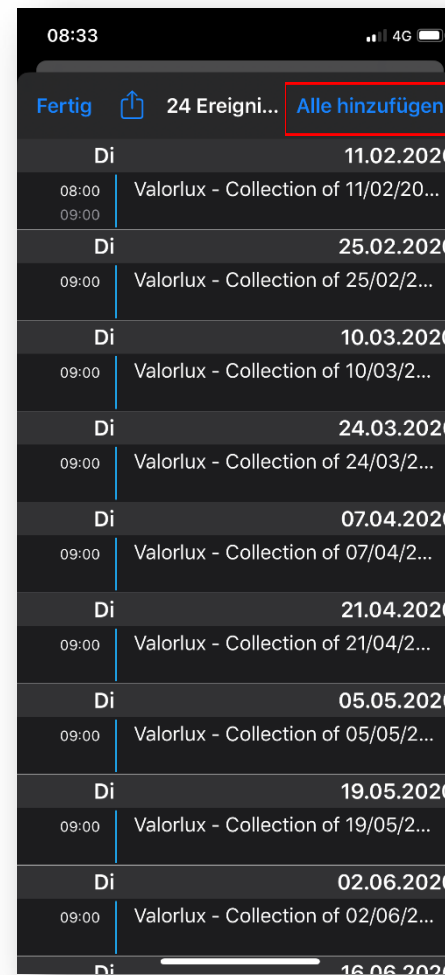 08:33 4G
Fertig 24 Ereigni... Alle hinzufügen
Di 11.02.2020
08:00 Valorlux - Collection of 11/02/20...
09:00
Di 25.02.2020
09:00 Valorlux - Collection of 25/02/2...
Di 10.03.2020
09:00 Valorlux - Collection of 10/03/2...
Di 24.03.2020
09:00 Valorlux - Collection of 24/03/2...
Di 07.04.2020
09:00 Valorlux - Collection of 07/04/2...
Di 21.04.2020
09:00 Valorlux - Collection of 21/04/2...
Di 05.05.2020
09:00 Valorlux - Collection of 05/05/2...
Di 19.05.2020
09:00 Valorlux - Collection of 19/05/2...
Di 02.06.2020
09:00 Valorlux - Collection of 02/06/2...
Di 16.06.2020